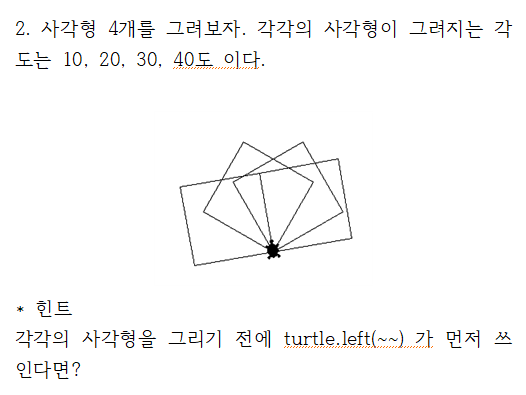 2. 사각형 4개를 그려보자. 각각의 사각형이 그려지는 각
도는 10, 20, 30, 40도 이다.
* 힌트
각각의 사각형을 그리기 전에 turtle.left(~~) 가 먼저 쓰
인다면?